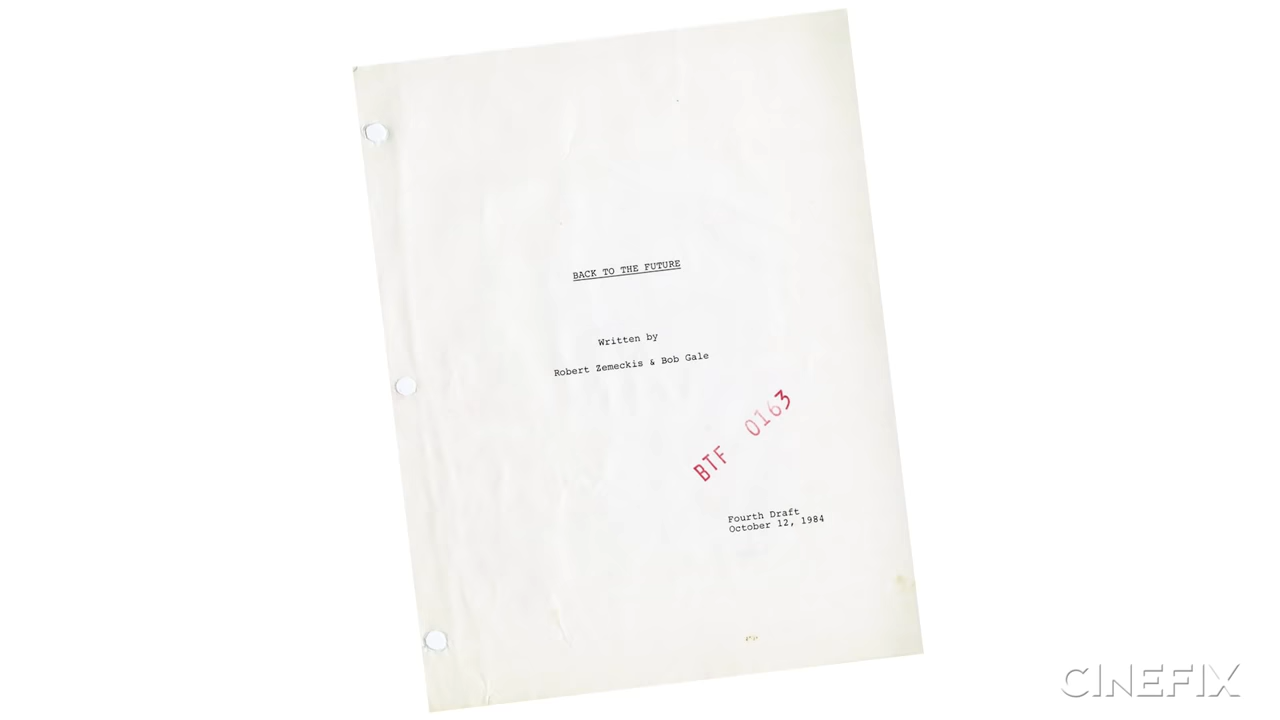 BACK TO THE FUTURE
Written by
Robert Zemeckis & Bob Gale
BTF 0163
Fourth Draft
October 12, 1984
CINEFIX